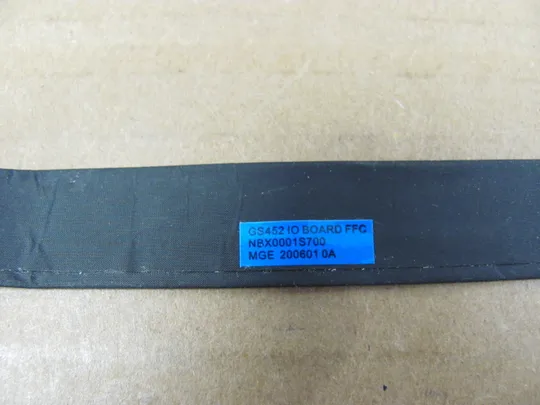 GS452 IO BOARD FFC
NBX0001S700
MGE 200601 0A